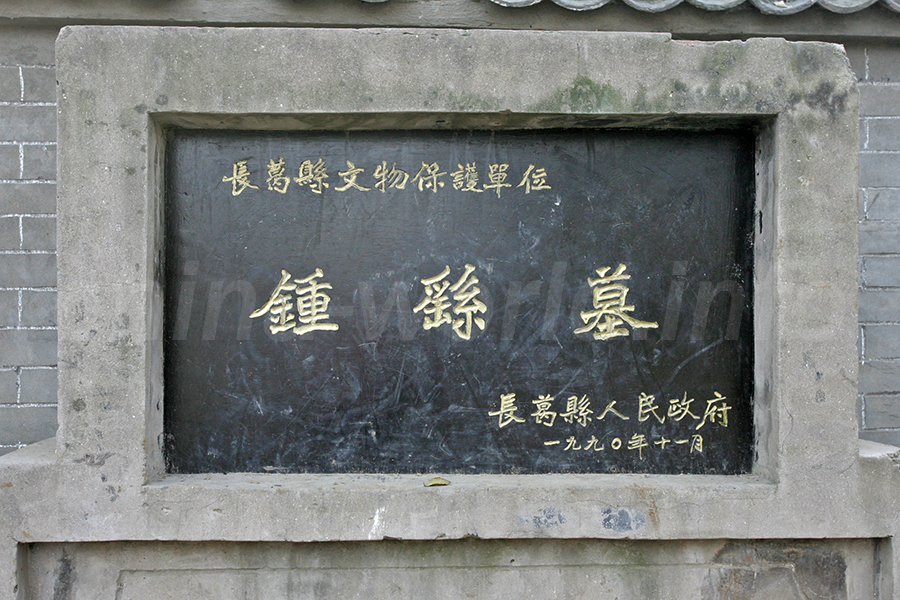 長葛縣文物保護單位
鍾繇墓
長葛縣人民政府
一九九〇年十一月